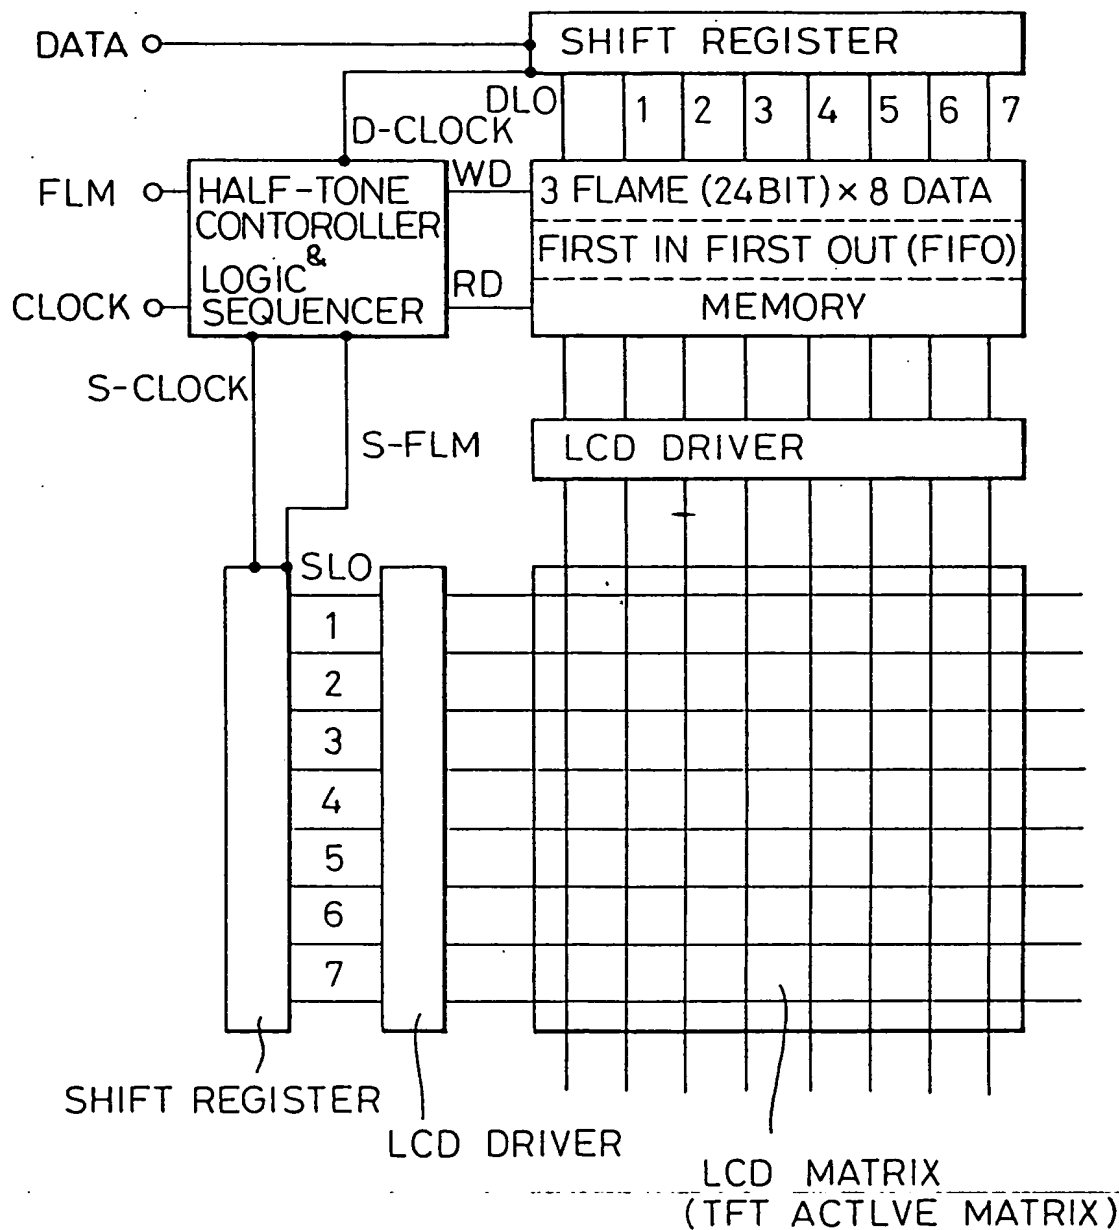 DATA
SHIFT REGISTER
DLO 1 2 3 4 5 6 7
D-CLOCK
WD
FLM
HALF-TONE
CONTOROLLER
&
LOGIC
SEQUENCER
3 FLAME (24BIT) × 8 DATA
FIRST IN FIRST OUT (FIFO)
MEMORY
CLOCK
RD
S-CLOCK
S-FLM
LCD DRIVER
SLO
1
2
3
4
5
6
7
SHIFT REGISTER
LCD DRIVER
LCD MATRIX
(TFT ACTLVE MATRIX)